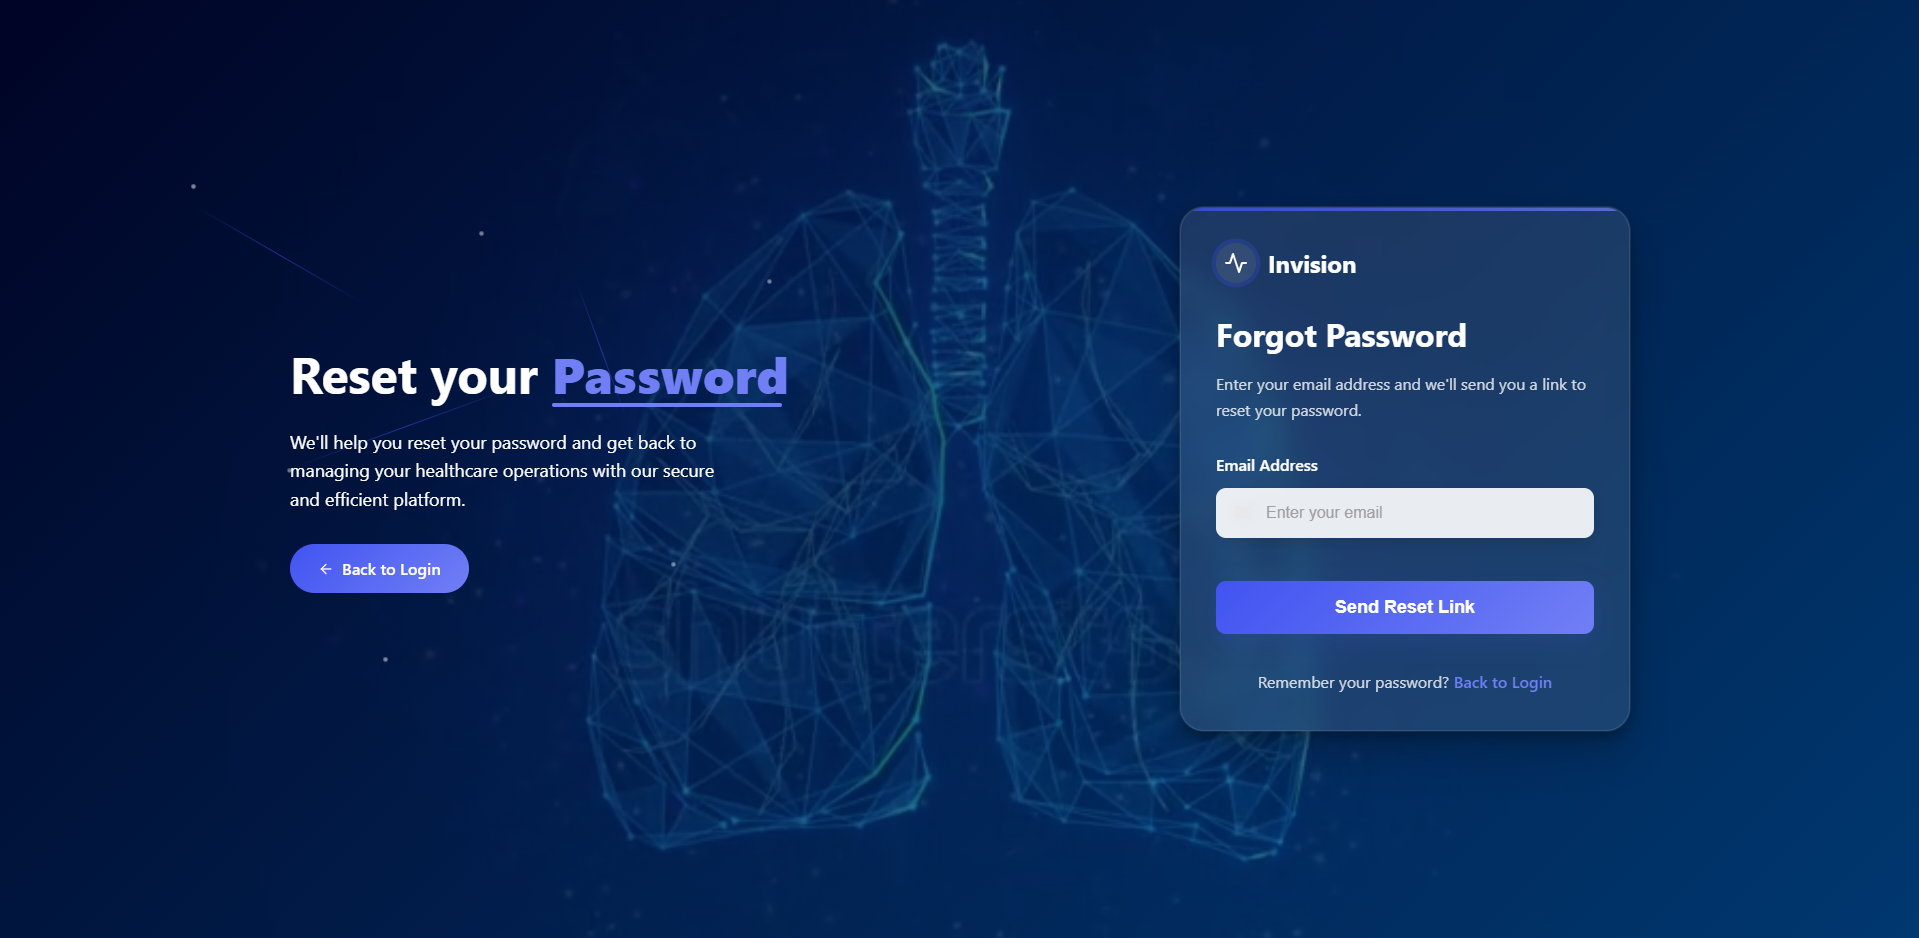 Reset your Password
We'll help you reset your password and get back to
managing your healthcare operations with our secure
and efficient platform.
Back to Login
Invision
Forgot Password
Enter your email address and we'll send you a link to
reset your password.
Email Address
Enter your email
Send Reset Link
Remember your password? Back to Login